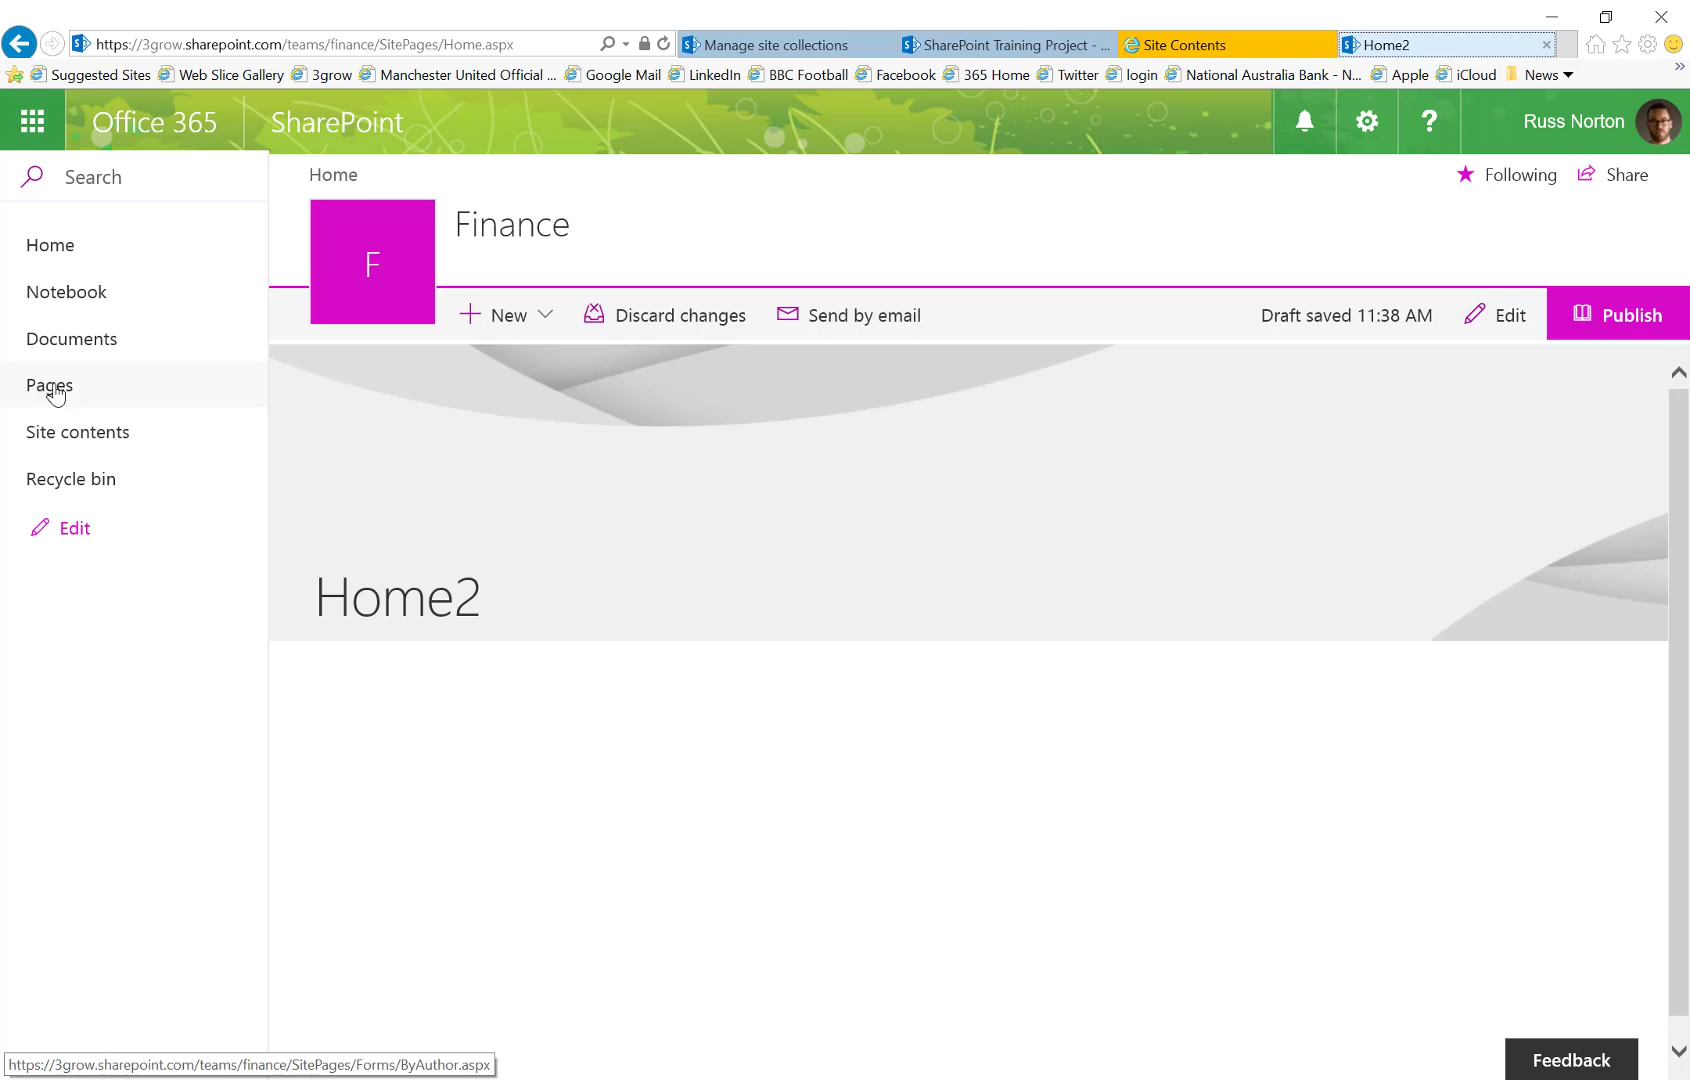 https://3grow.sharepoint.com/teams/finance/SitePages/Home.aspx
Manage site collections
SharePoint Training Project - ...
Site Contents
Home2
Suggested Sites
Web Slice Gallery
3grow
Manchester United Official ...
Google Mail
LinkedIn
BBC Football
Facebook
365 Home
Twitter
login
National Australia Bank - N...
Apple
iCloud
News
Office 365
SharePoint
Russ Norton
Search
Home
Following
Share
F
Finance
Home
Notebook
Documents
Pages
Site contents
Recycle bin
Edit
New
Discard changes
Send by email
Draft saved 11:38 AM
Edit
Publish
Home2
https://3grow.sharepoint.com/teams/finance/SitePages/Forms/ByAuthor.aspx
Feedback